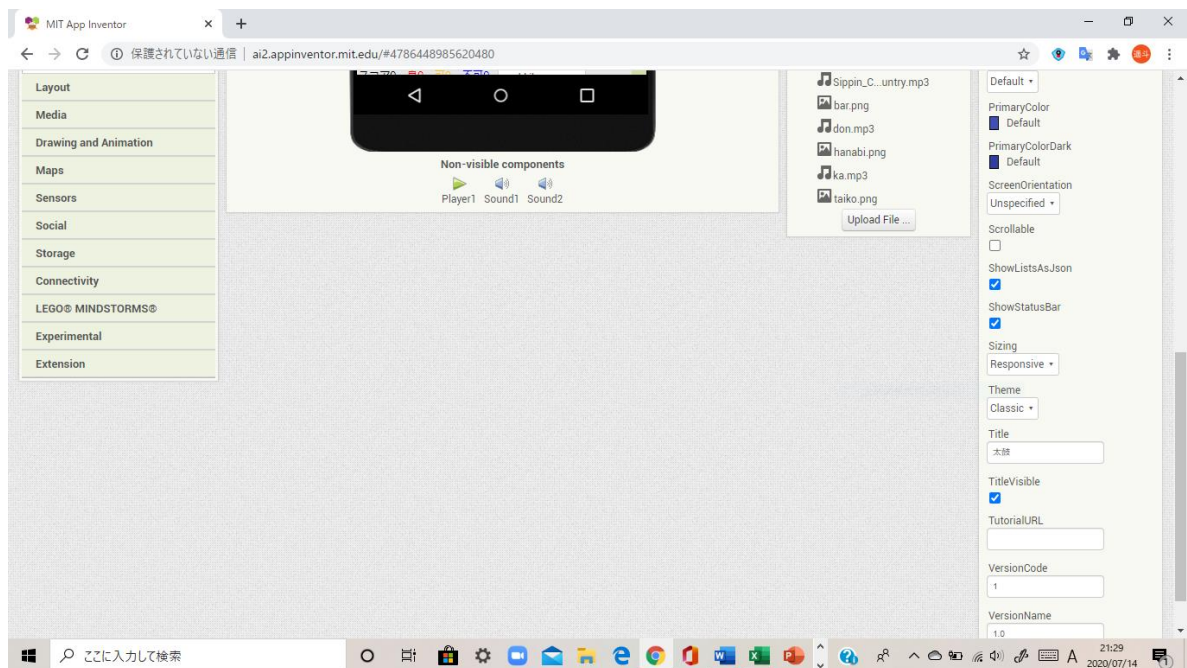 MIT App Inventor
保護されていない通信 | ai2.appinventor.mit.edu/#4786448985620480
Layout
Media
Drawing and Animation
Maps
Sensors
Social
Storage
Connectivity
LEGO® MINDSTORMS®
Experimental
Extension
Non-visible components
Player1 Sound1 Sound2
Sippin_C...untry.mp3
bar.png
don.mp3
hanabi.png
ka.mp3
taiko.png
Upload File ...
Default
PrimaryColor
Default
PrimaryColorDark
Default
ScreenOrientation
Unspecified
Scrollable
ShowListsAsJson
ShowStatusBar
Sizing
Responsive
Theme
Classic
Title
太鼓
TitleVisible
TutorialURL
VersionCode
1
VersionName
1.0
ここに入力して検索
A
21:29
2020/07/14